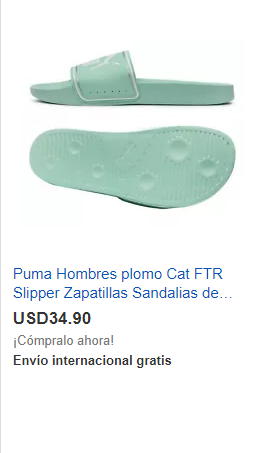 Puma Hombres plomo Cat FTR
Slipper Zapatillas Sandalias de…
USD34.90
¡Cómpralo ahora!
Envío internacional gratis